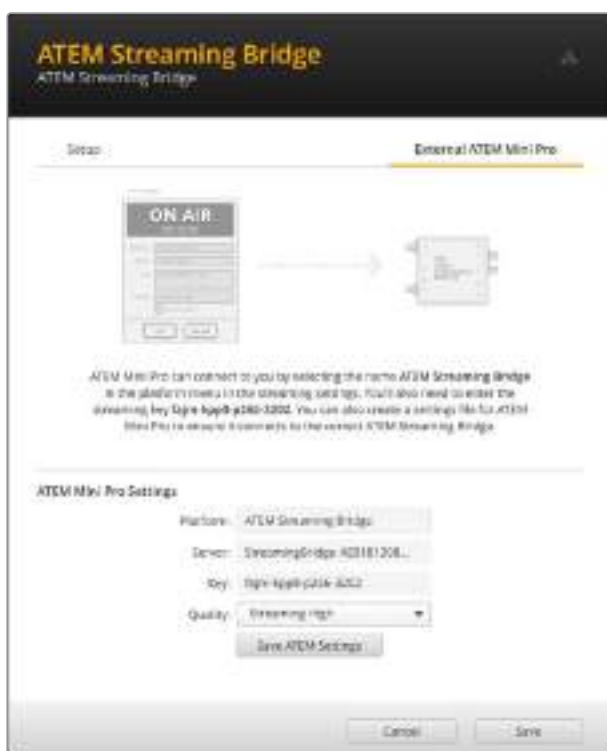 ATEM Streaming Bridge
ATEM Streaming Bridge
Setup
External ATEM Mini Pro
ON AIR
ATEM Mini Pro can connect to you by selecting the name ATEM Streaming Bridge
in the platform menu in the streaming settings. You'll also need to enter the
streaming key You can also create a settings file for ATEM
Mini Pro to ensure it connects to the correct ATEM Streaming Bridge.
ATEM Mini Pro Settings
Platform: ATEM Streaming Bridge
Server:
Key:
Quality: Streaming High
Save ATEM Settings
Cancel
Save